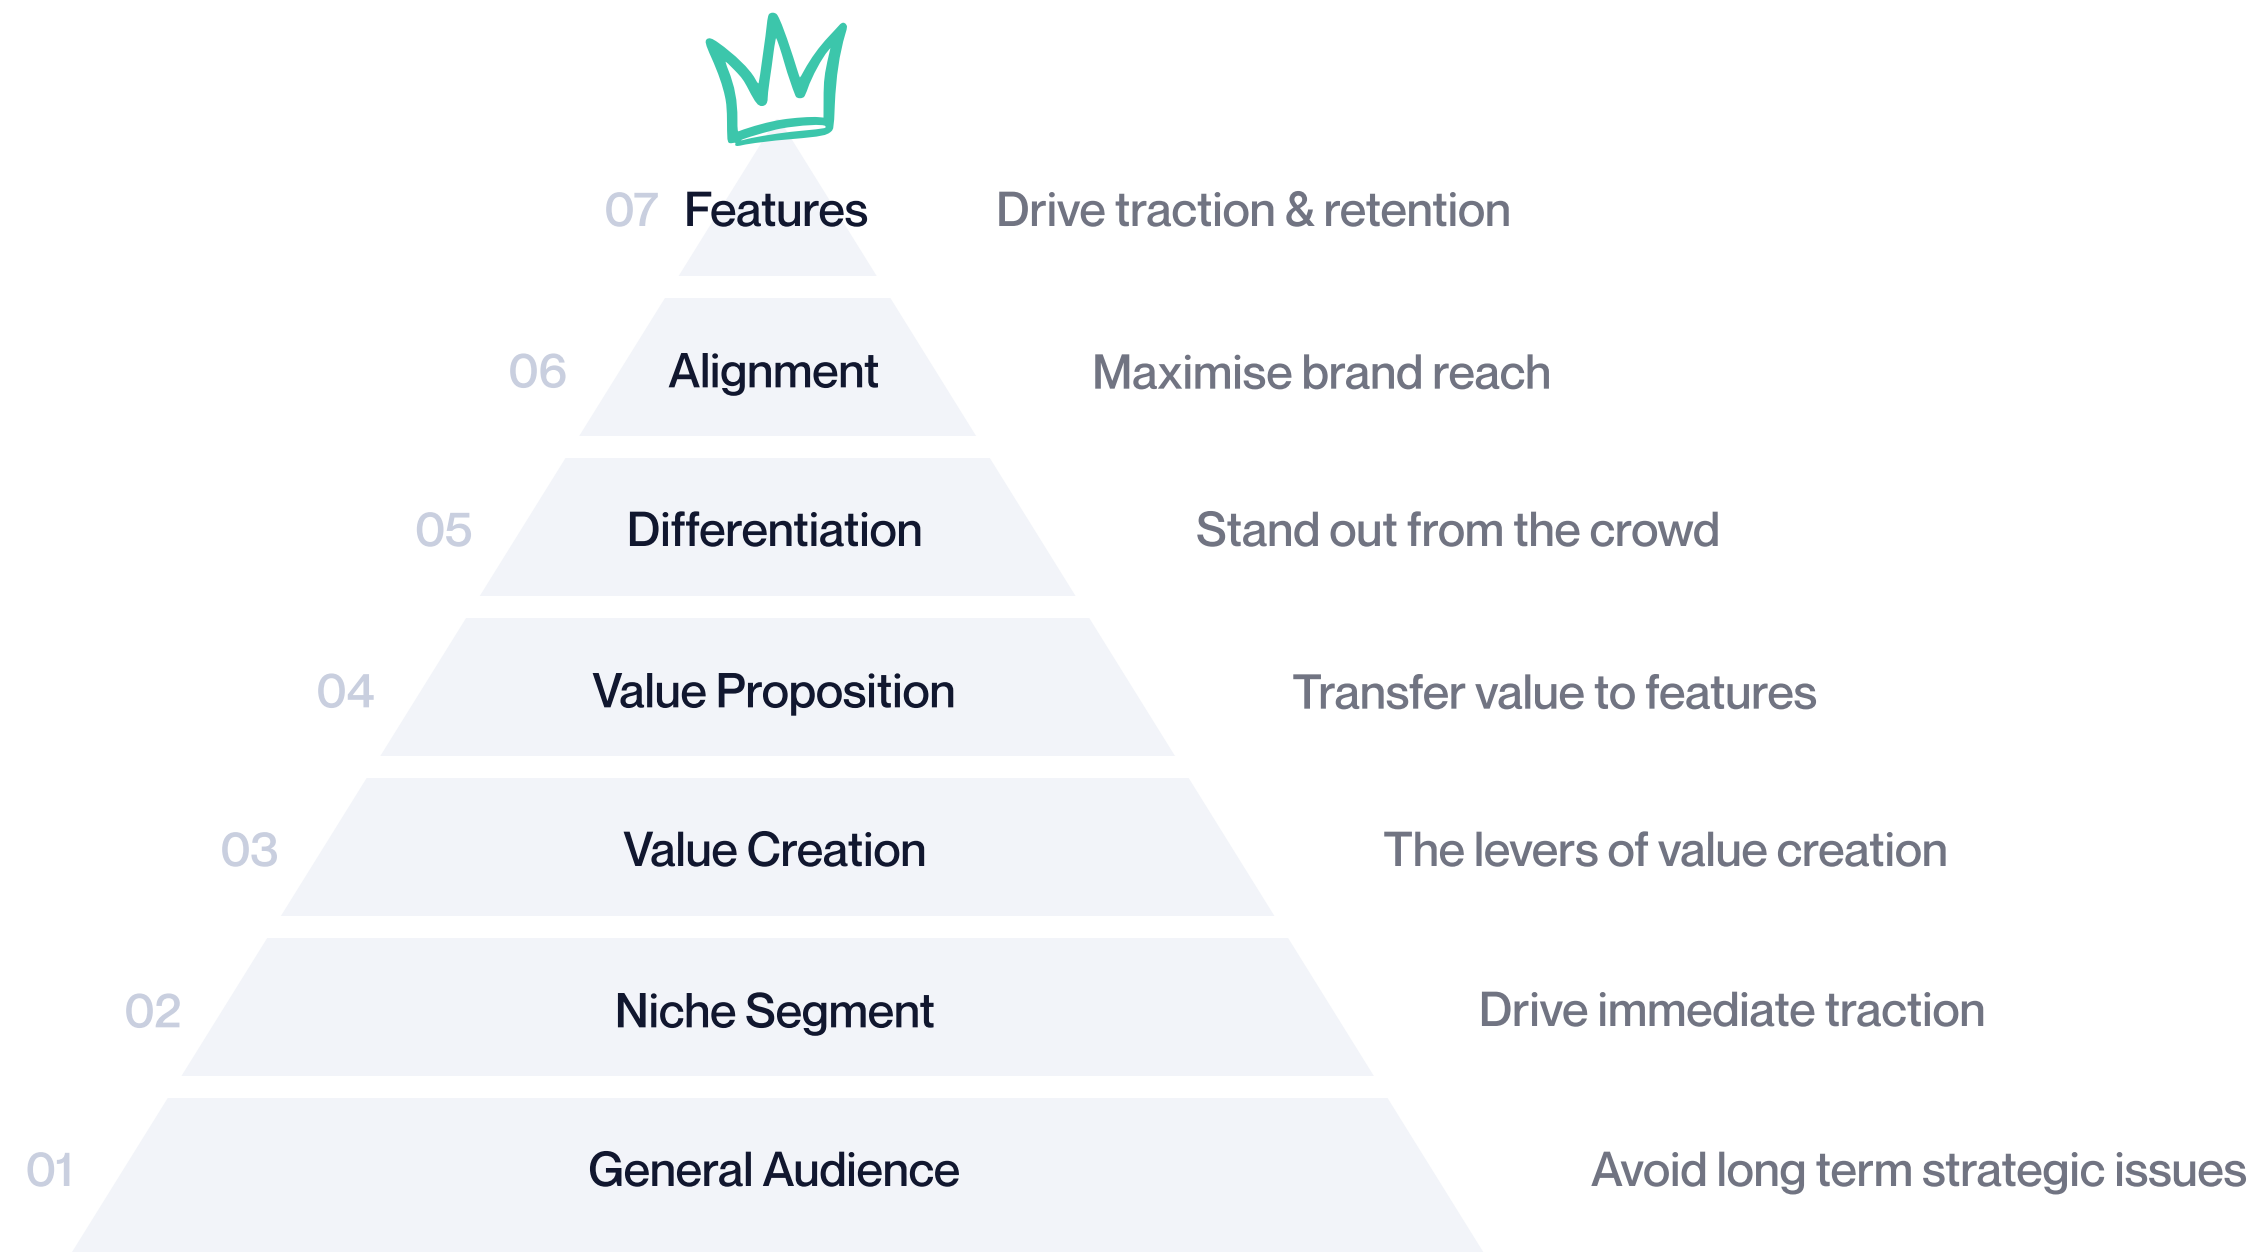 07 Features Drive traction & retention
06 Alignment Maximise brand reach
05 Differentiation Stand out from the crowd
04 Value Proposition Transfer value to features
03 Value Creation The levers of value creation
02 Niche Segment Drive immediate traction
01 General Audience Avoid long term strategic issues